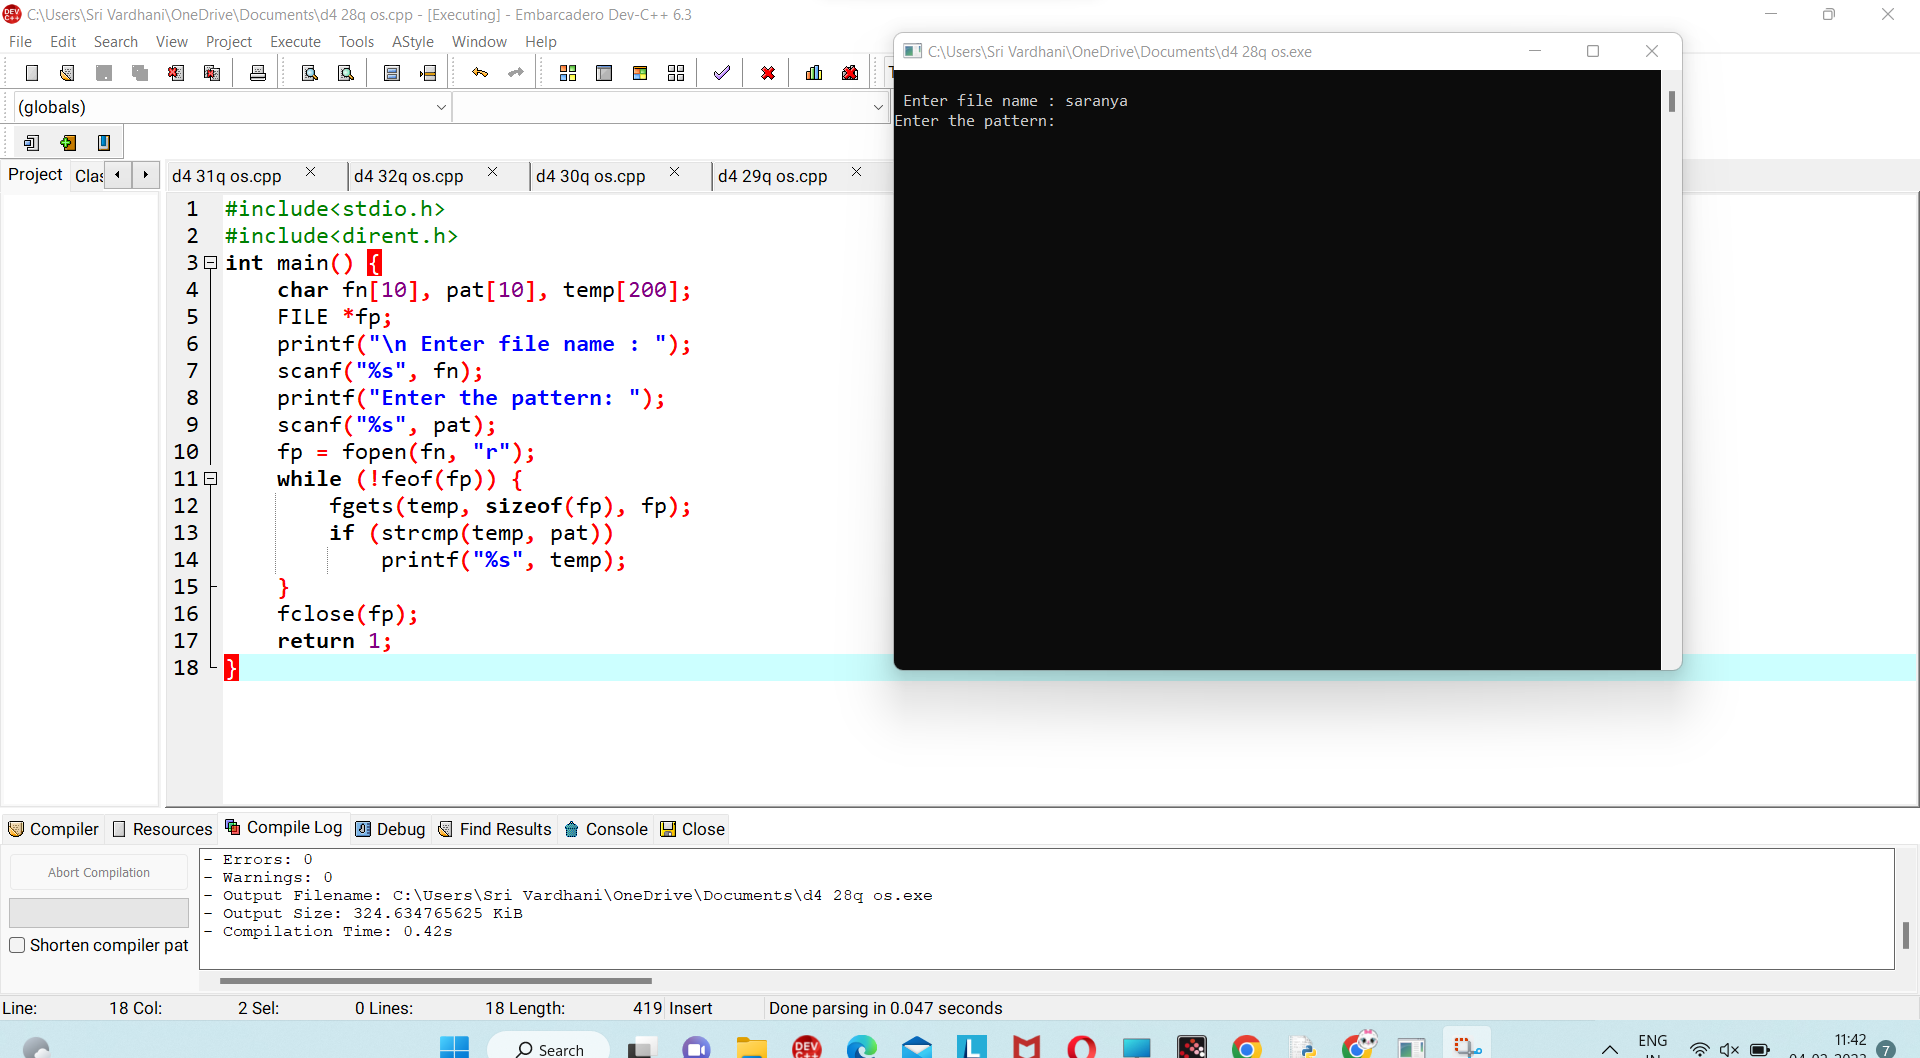 C:\Users\Sri Vardhani\OneDrive\Documents\d4 28q os.cpp - [Executing] - Embarcadero Dev-C++ 6.3
File Edit Search View Project Execute Tools AStyle Window Help
(globals)
Project Clas
d4 31q os.cpp
d4 32q os.cpp
d4 30q os.cpp
d4 29q os.cpp
1 #include<stdio.h>
2 #include<dirent.h>
3 int main() {
4 char fn[10], pat[10], temp[200];
5 FILE *fp;
6 printf("\n Enter file name : ");
7 scanf("%s", fn);
8 printf("Enter the pattern: ");
9 scanf("%s", pat);
10 fp = fopen(fn, "r");
11 while (!feof(fp)) {
12 fgets(temp, sizeof(fp), fp);
13 if (strcmp(temp, pat))
14 printf("%s", temp);
15 }
16 fclose(fp);
17 return 1;
18 }
C:\Users\Sri Vardhani\OneDrive\Documents\d4 28q os.exe
Enter file name : saranya
Enter the pattern:
Compiler Resources Compile Log Debug Find Results Console Close
Abort Compilation
Shorten compiler pat
- Errors: 0
- Warnings: 0
- Output Filename: C:\Users\Sri Vardhani\OneDrive\Documents\d4 28q os.exe
- Output Size: 324.634765625 KiB
- Compilation Time: 0.42s
Line: 18 Col: 2 Sel: 0 Lines: 18 Length: 419 Insert Done parsing in 0.047 seconds
Search
DEV
ENG
11:42
7